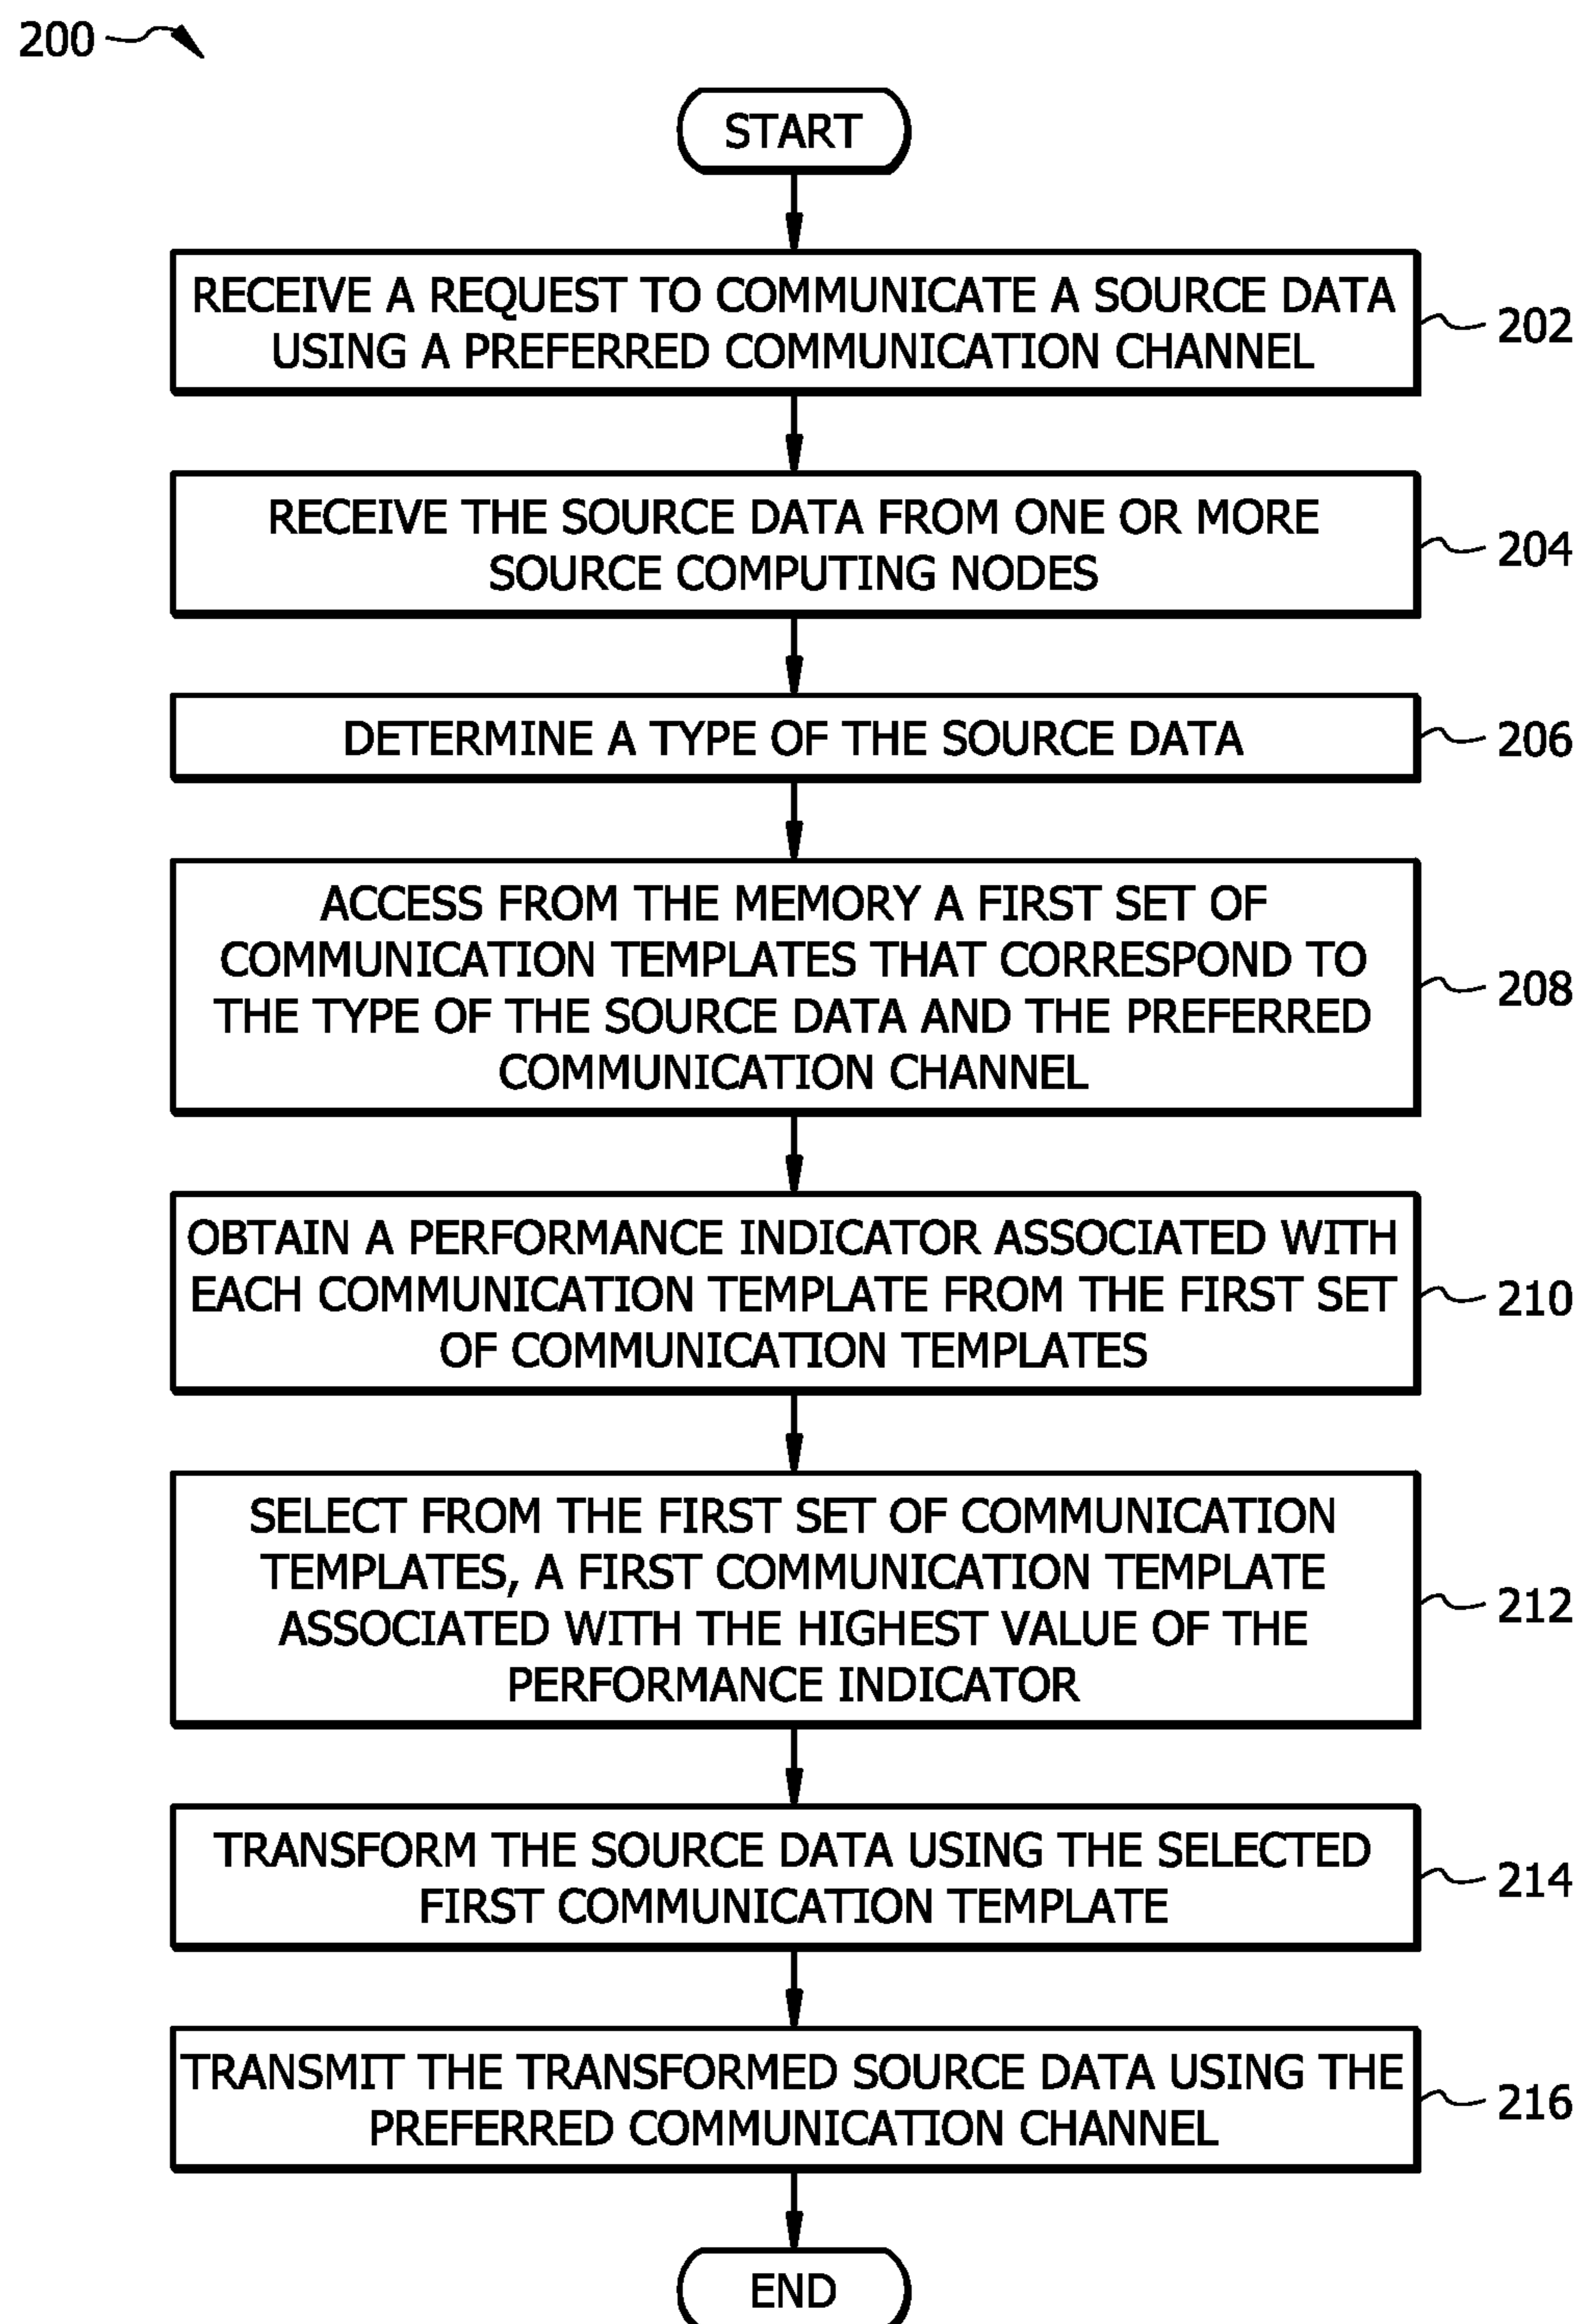 200
START
RECEIVE A REQUEST TO COMMUNICATE A SOURCE DATA
USING A PREFERRED COMMUNICATION CHANNEL
202
RECEIVE THE SOURCE DATA FROM ONE OR MORE
SOURCE COMPUTING NODES
204
DETERMINE A TYPE OF THE SOURCE DATA
206
ACCESS FROM THE MEMORY A FIRST SET OF
COMMUNICATION TEMPLATES THAT CORRESPOND TO
THE TYPE OF THE SOURCE DATA AND THE PREFERRED
COMMUNICATION CHANNEL
208
OBTAIN A PERFORMANCE INDICATOR ASSOCIATED WITH
EACH COMMUNICATION TEMPLATE FROM THE FIRST SET
OF COMMUNICATION TEMPLATES
210
SELECT FROM THE FIRST SET OF COMMUNICATION
TEMPLATES, A FIRST COMMUNICATION TEMPLATE
ASSOCIATED WITH THE HIGHEST VALUE OF THE
PERFORMANCE INDICATOR
212
TRANSFORM THE SOURCE DATA USING THE SELECTED
FIRST COMMUNICATION TEMPLATE
214
TRANSMIT THE TRANSFORMED SOURCE DATA USING THE
PREFERRED COMMUNICATION CHANNEL
216
END